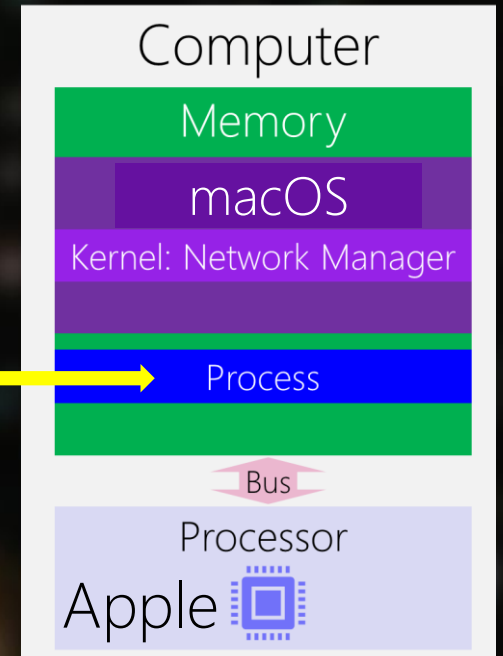 Computer
Memory
macOS
Kernel: Network Manager
Process
Bus
Processor
Apple